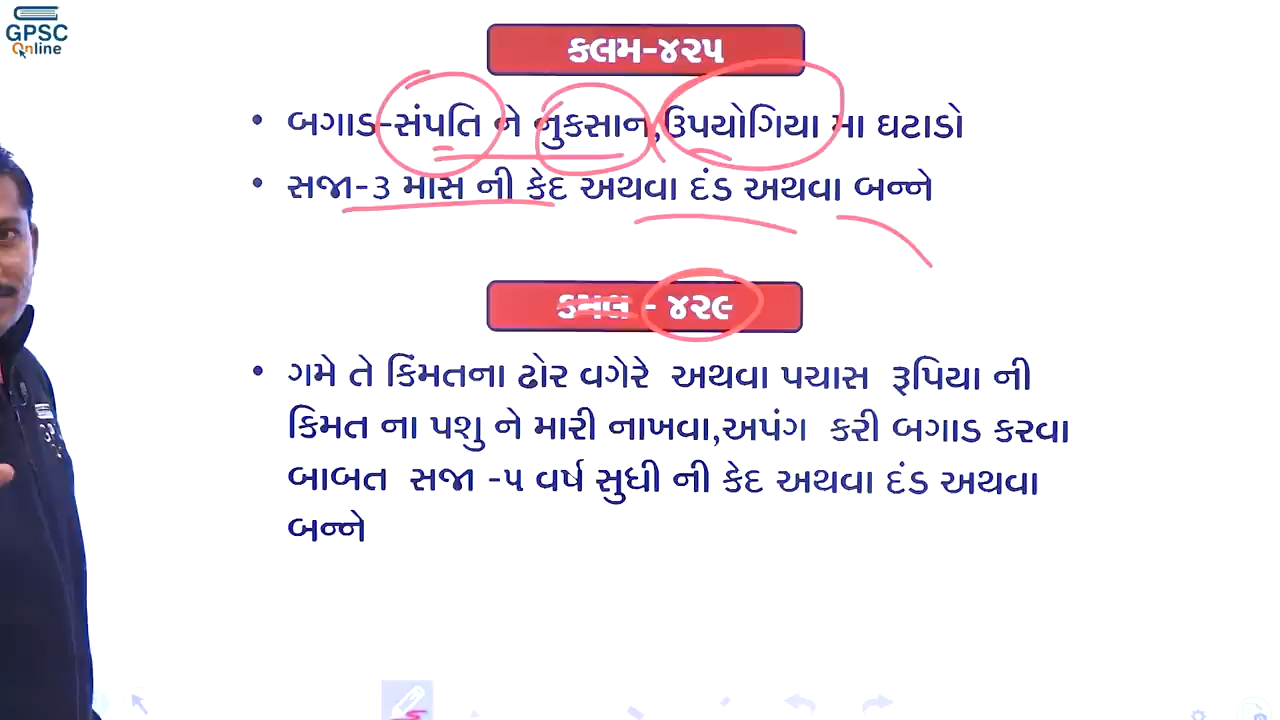 GPSC
Online
કલમ-૪૨૫
• બગાડ-સંપતિ ને નુકસાન,ઉપયોગિયા મા ઘટાડો
• સજા-૩ માસ ની કેદ અથવા દંડ અથવા બન્ને
કમલ - ૪૨૯
• ગમે તે કિંમતના ઢોર વગેરે અથવા પચાસ રૂપિયા ની
કિમત ના પશુ ને મારી નાખવા,અપંગ કરી બગાડ કરવા
બાબત સજા -૫ વર્ષ સુધી ની કેદ અથવા દંડ અથવા
બન્ને